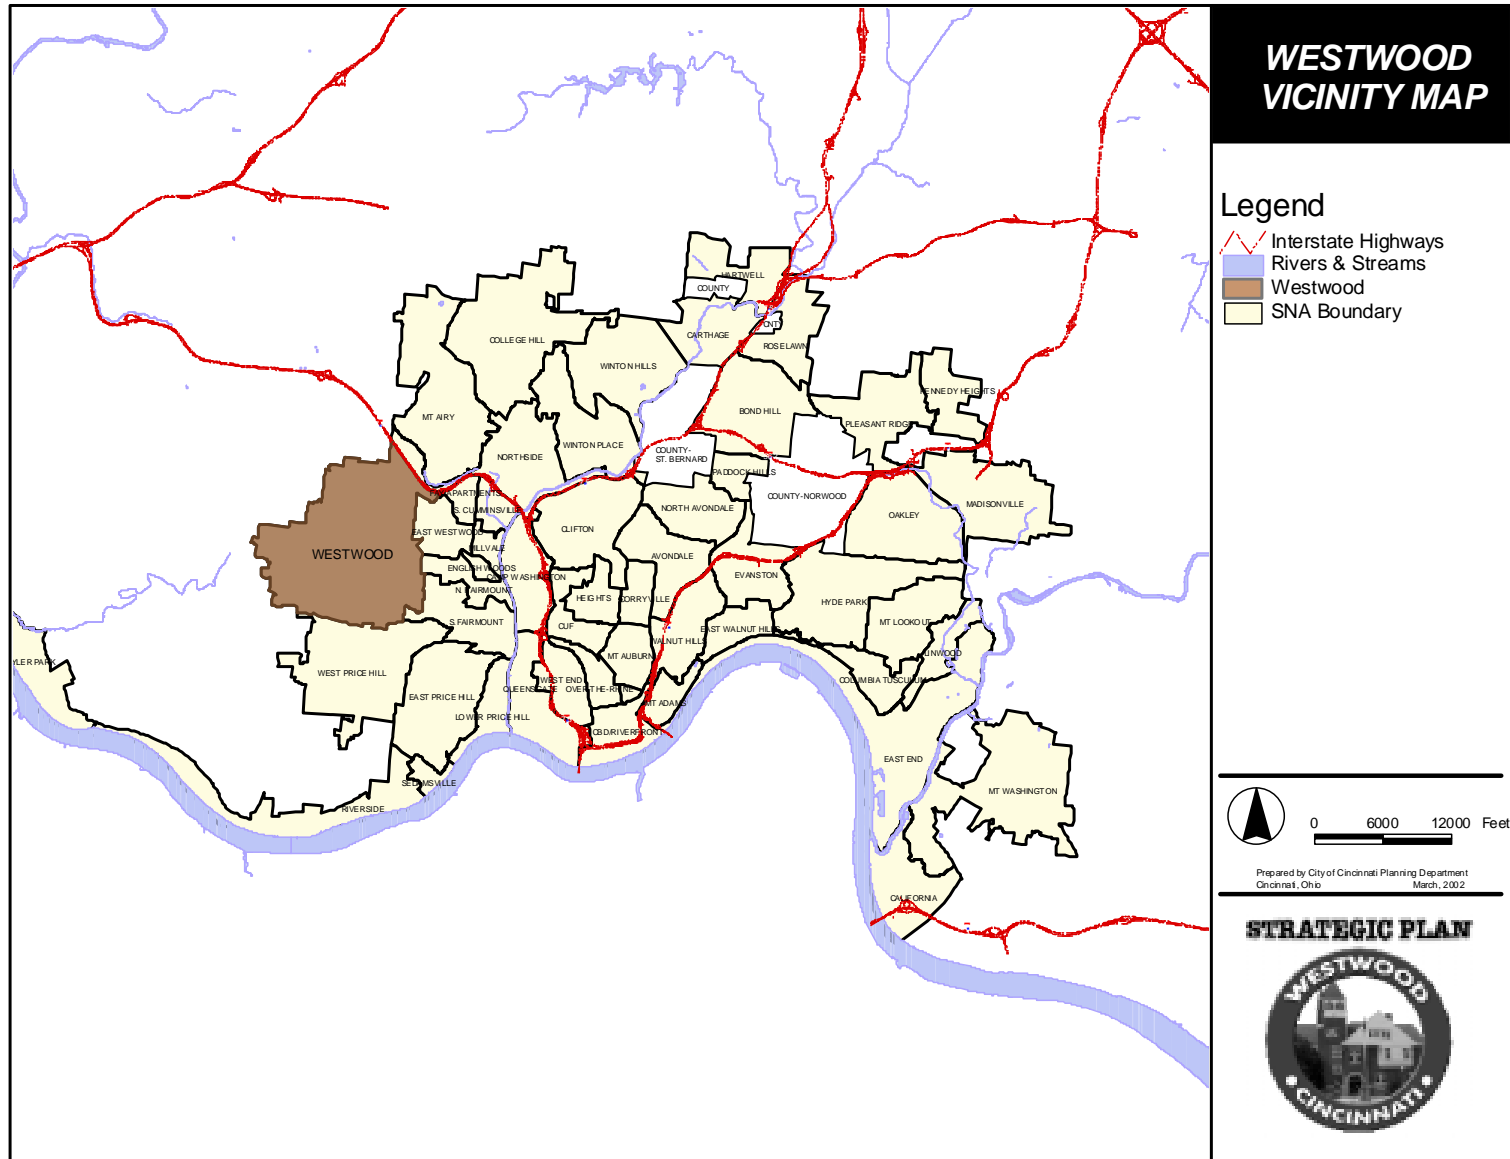 WESTWOOD
VICINITY MAP
Legend
Interstate Highways
Rivers & Streams
Westwood
SNA Boundary
HARTWELL
COUNTY
CNTY
CARTHAGE
ROSELAWN
COLLEGE HILL
WINTON HILLS
KENNEDY HEIGHTS
MT AIRY
BOND HILL
PLEASANT RIDGE
WINTON PLACE
NORTHSIDE
COUNTY-
ST. BERNARD
PADDOCK HILLS
COUNTY-NORWOOD
MADISONVILLE
APARTMENTS
S. CUMMINSVILLE
NORTH AVONDALE
OAKLEY
CLIFTON
EAST WESTWOOD
MILLVALE
WESTWOOD
AVONDALE
ENGLISH WOODS
CAMP WASHINGTON
EVANSTON
N. FAIRMOUNT
HEIGHTS
CORRYVILLE
HYDE PARK
S.FAIRMOUNT
CUF
MT LOOKOUT
EAST WALNUT HILLS
WALNUT HILLS
MT AUBURN
LINWOOD
YLER PARK
WEST PRICE HILL
WEST END
COLUMBIA TUSCULUM
QUEENSGATE
OVER-THE-RHINE
EAST PRICE HILL
MT ADAMS
LOWER PRICE HILL
CBD/RIVERFRONT
EAST END
SEDAMSVILLE
MT WASHINGTON
RIVERSIDE
CALIFORNIA
0 6000 12000 Feet
Prepared by City of Cincinnati Planning Department
Cincinnati, Ohio March, 2002
STRATEGIC PLAN
WESTWOOD
CINCINNATI